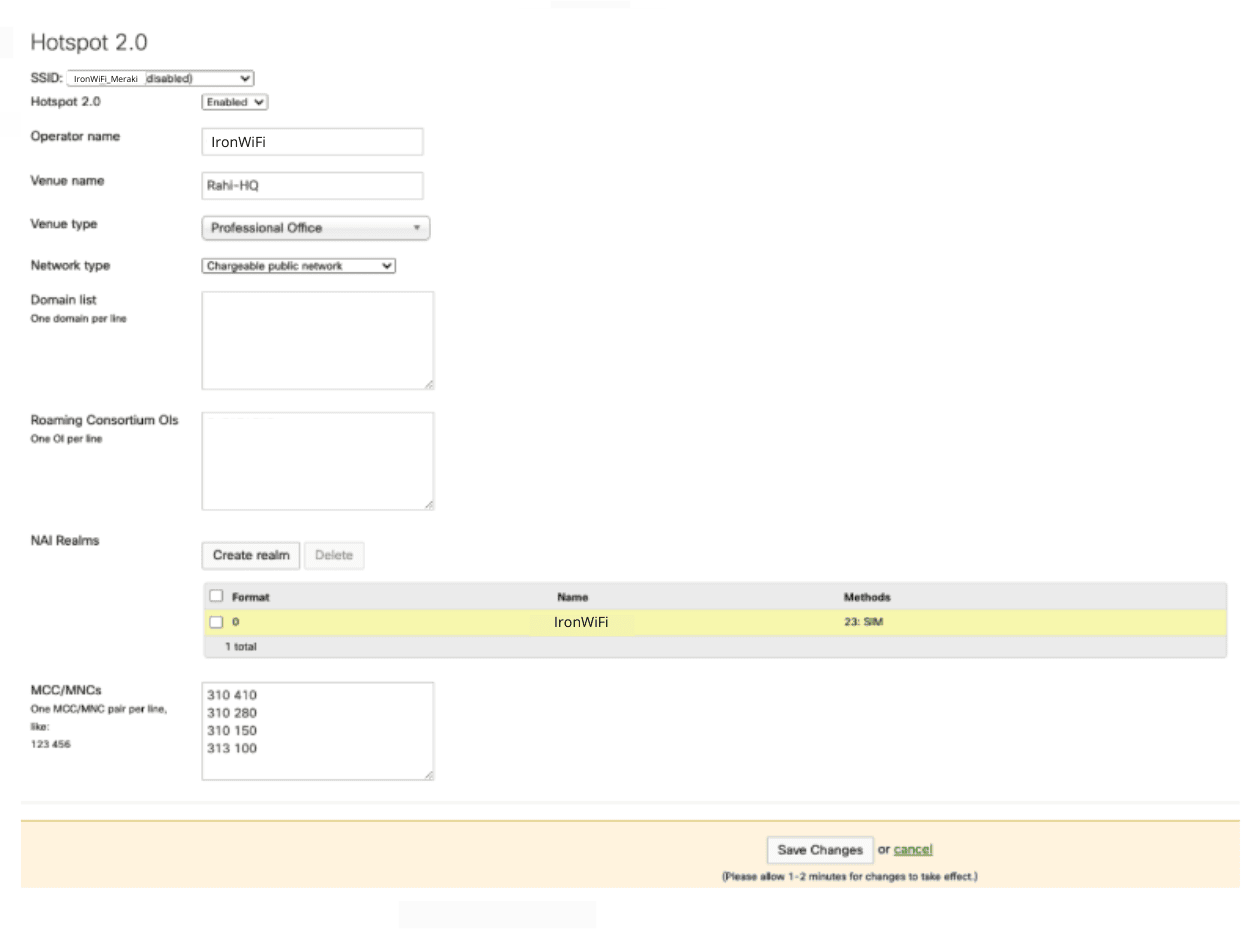 Hotspot 2.0
SSID: IronWiFi_Meraki disabled)
Hotspot 2.0 Enabled
Operator name IronWiFi
Venue name Rahi-HQ
Venue type Professional Office
Network type Chargeable public network
Domain list
One domain per line
Roaming Consortium OIs
One OI per line
NAI Realms
Create realm Delete
Format Name Methods
0 IronWiFi 23: SIM
1 total
MCC/MNCs
One MCC/MNC pair per line,
like:
123 456
310 410
310 280
310 150
313 100
Save Changes or cancel
(Please allow 1-2 minutes for changes to take effect.)